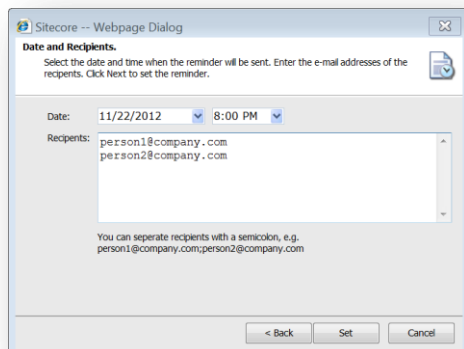 Sitecore -- Webpage Dialog
Date and Recipients.
Select the date and time when the reminder will be sent. Enter the e-mail addresses of the
recipents. Click Next to set the reminder.
Date: 11/22/2012 8:00 PM
Recipents: person1@company.com
person2@company.com
You can seperate recipients with a semicolon, e.g.
person1@company.com;person2@company.com
< Back Set Cancel